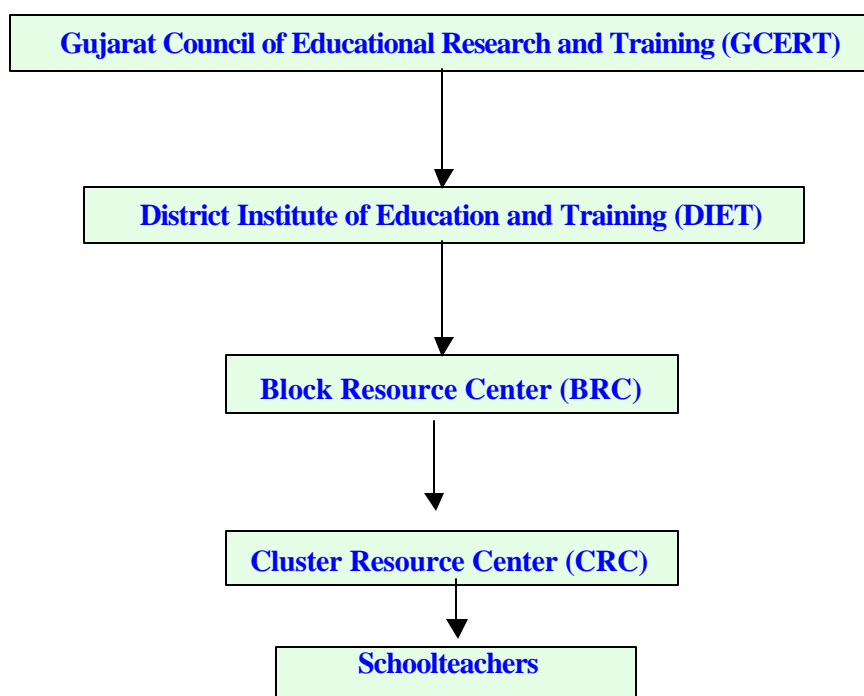 Gujarat Council of Educational Research and Training (GCERT)
District Institute of Education and Training (DIET)
Block Resource Center (BRC)
Cluster Resource Center (CRC)
Schoolteachers